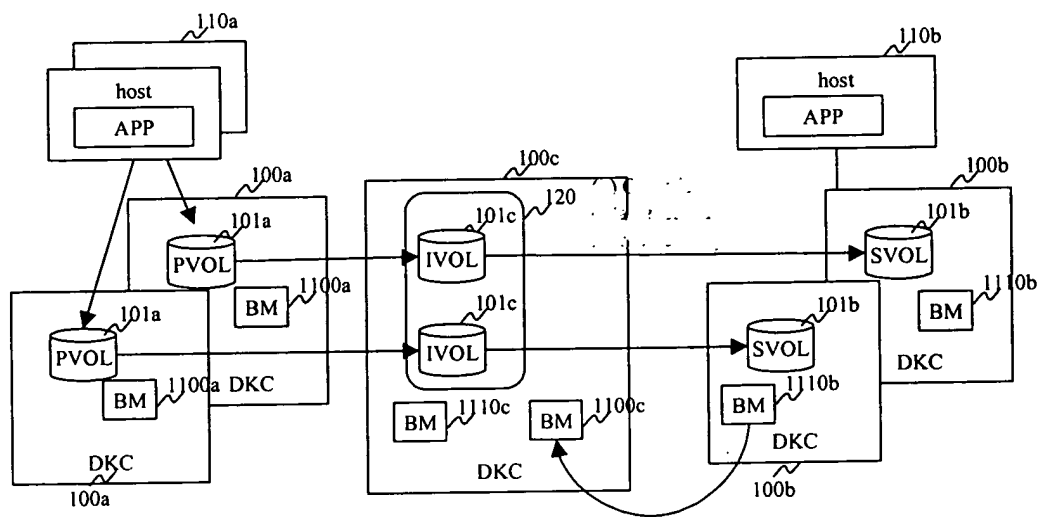 110a
host
APP
110b
host
APP
100a
101a
PVOL
1100a
BM
DKC
101a
PVOL
1100a
BM
DKC
100a
100c
120
101c
IVOL
101c
IVOL
1110c
BM
1100c
BM
DKC
100b
101b
SVOL
1110b
BM
DKC
101b
SVOL
1110b
BM
DKC
100b